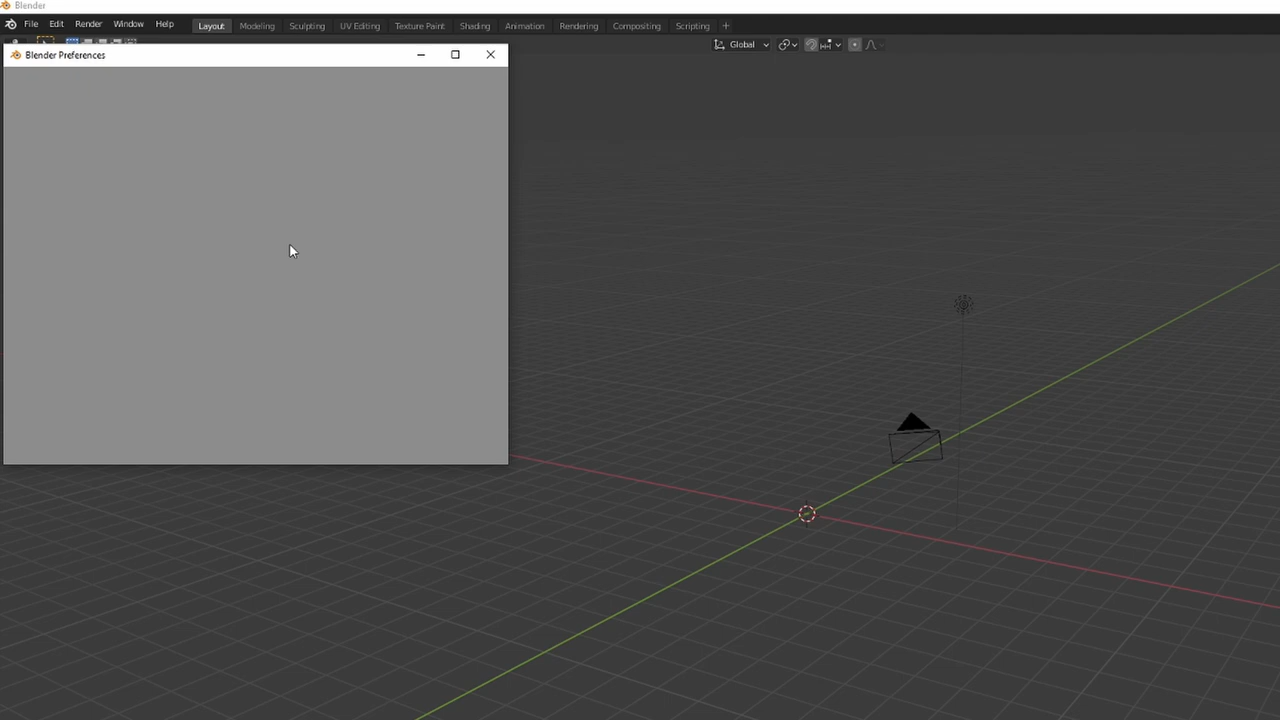 Blender
File Edit Render Window Help Layout Modeling Sculpting UV Editing Texture Paint Shading Animation Rendering Compositing Scripting +
Global
Blender Preferences